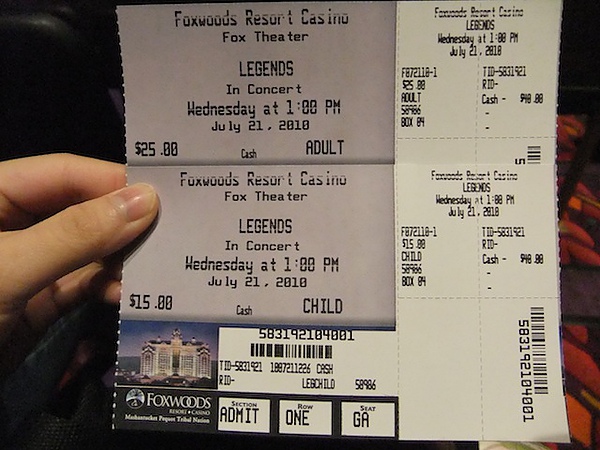 Foxwoods Resort Casino
Fox Theater
LEGENDS
In Concert
Wednesday at 1:00 PM
July 21, 2010
$25.00 Cash ADULT
Foxwoods Resort Casino
LEGENDS
Wednesday at 1:00 PM
July 21, 2010
F072110-1 TID-5831921
$25.00 RID-
ADULT Cash - $40.00
58986 -
BOX 04 -
Foxwoods Resort Casino
Fox Theater
LEGENDS
In Concert
Wednesday at 1:00 PM
July 21, 2010
$15.00 Cash CHILD
Foxwoods Resort Casino
LEGENDS
Wednesday at 1:00 PM
July 21, 2010
F072110-1 TID-5831921
$15.00 RID-
CHILD Cash - $40.00
58986 -
BOX 04 -
583192104001
TID-5831921 1007211226 CASH
RID- LEGCHILD 58986
FOXWOODS
RESORT • CASINO
Mashantucket Pequot Tribal Nation
SECTION ROW SEAT
ADMIT ONE GA
583192104001